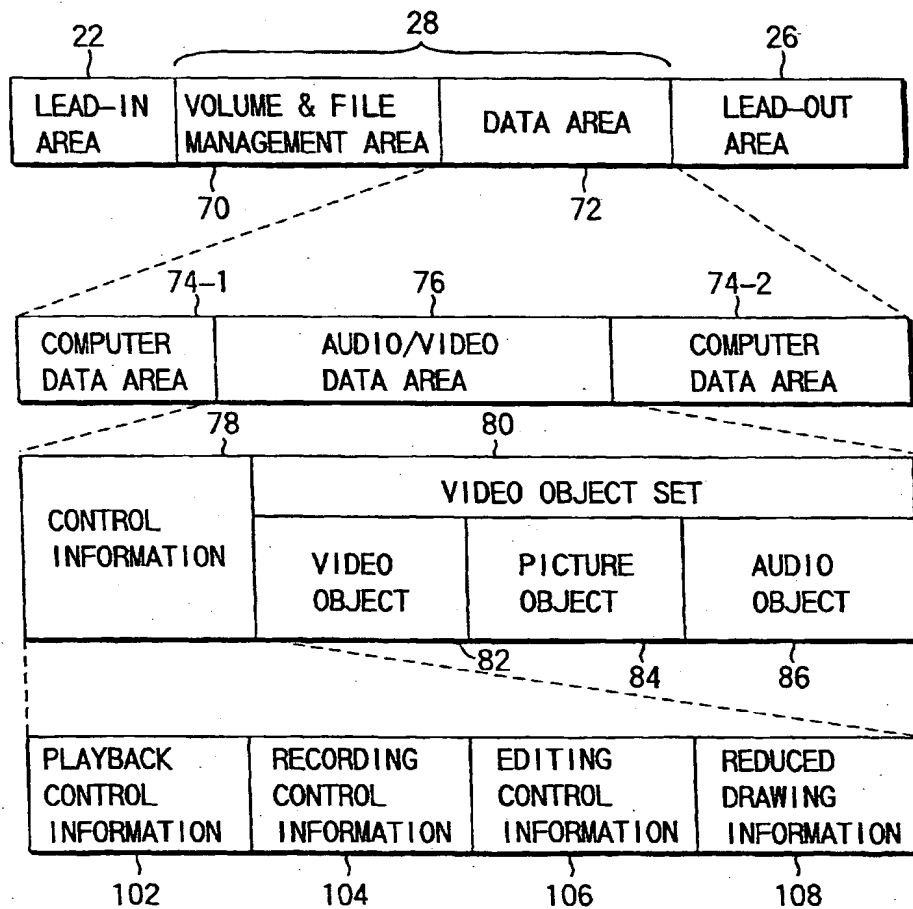 22 28 26
LEAD-IN AREA
VOLUME & FILE MANAGEMENT AREA
DATA AREA
LEAD-OUT AREA
70 72
74-1 76 74-2
COMPUTER DATA AREA
AUDIO/VIDEO DATA AREA
COMPUTER DATA AREA
78 80
CONTROL INFORMATION
VIDEO OBJECT SET
VIDEO OBJECT
PICTURE OBJECT
AUDIO OBJECT
82 84 86
PLAYBACK CONTROL INFORMATION
RECORDING CONTROL INFORMATION
EDITING CONTROL INFORMATION
REDUCED DRAWING INFORMATION
102 104 106 108